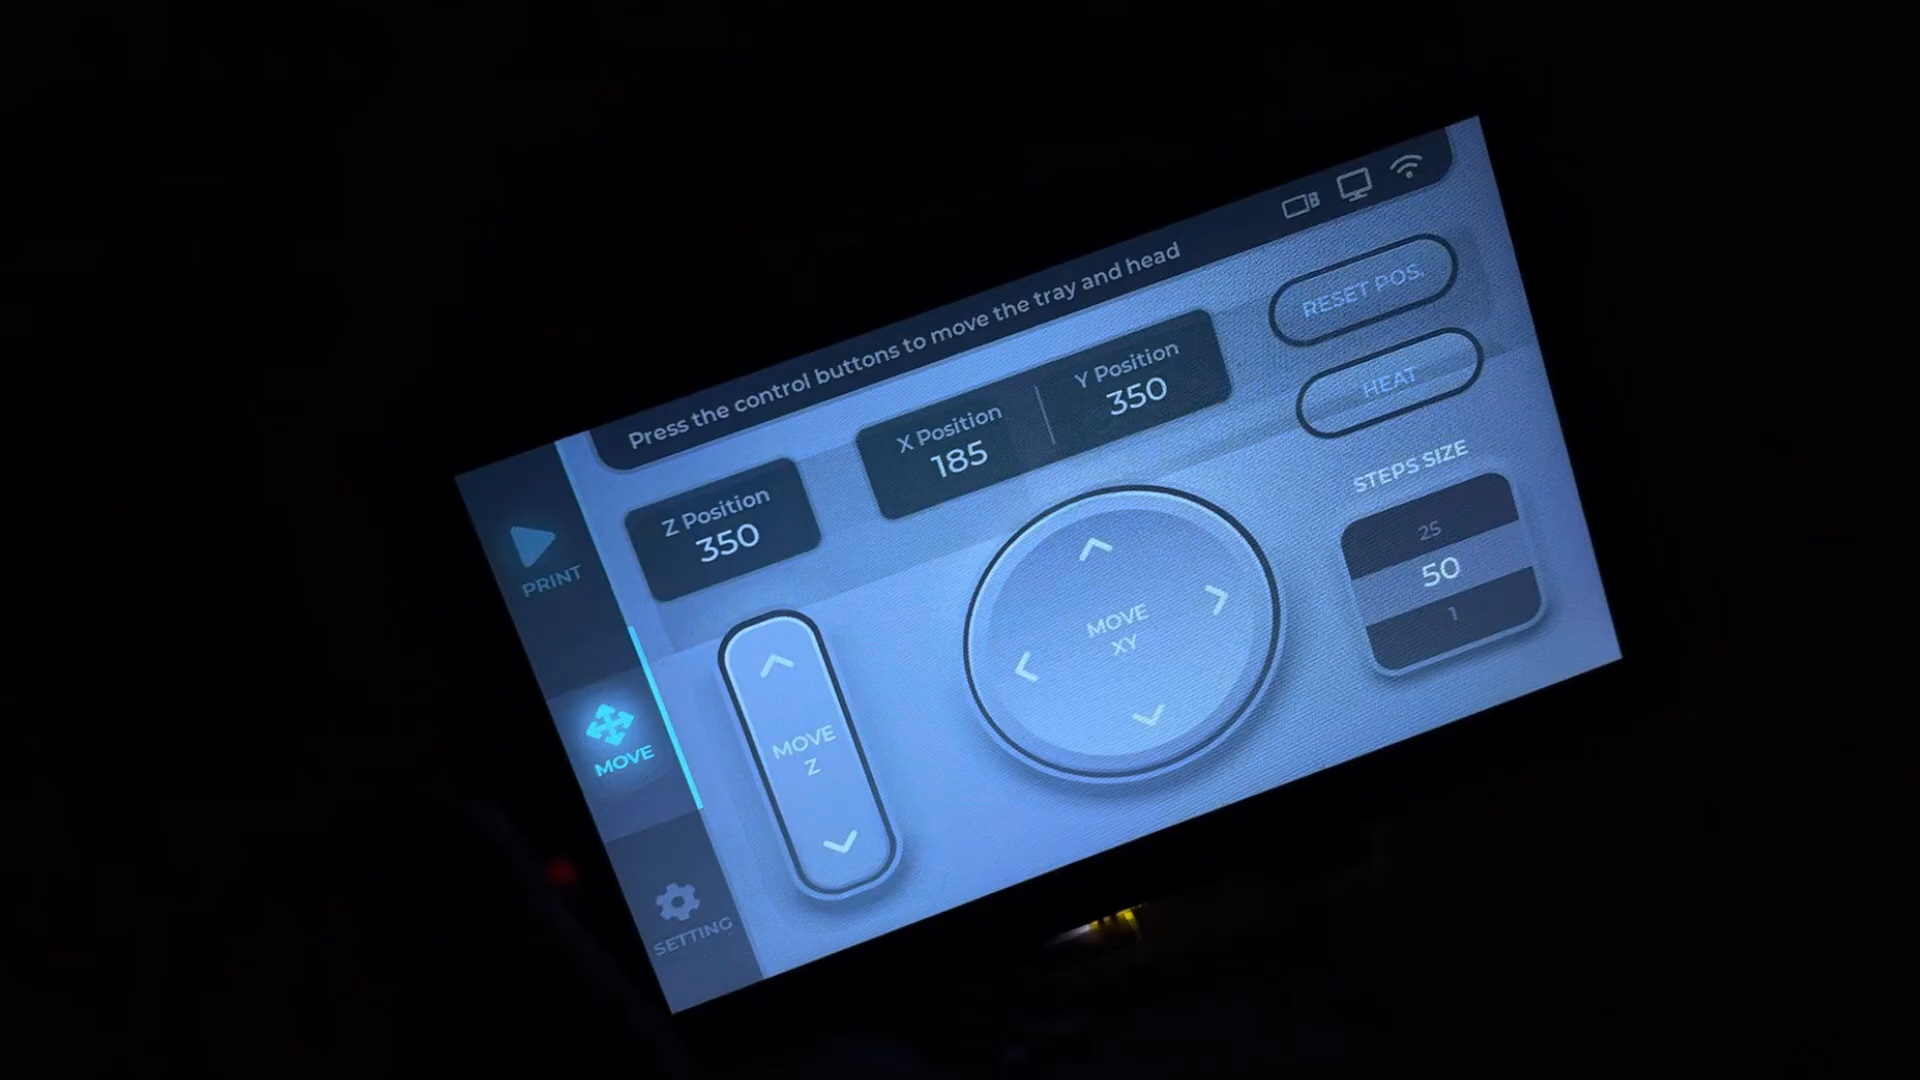 Press the control buttons to move the tray and head
PRINT
MOVE
SETTING
Z Position
350
X Position
185
Y Position
350
RESET POS.
HEAT
STEPS SIZE
25
50
1
MOVE
Z
MOVE
XY